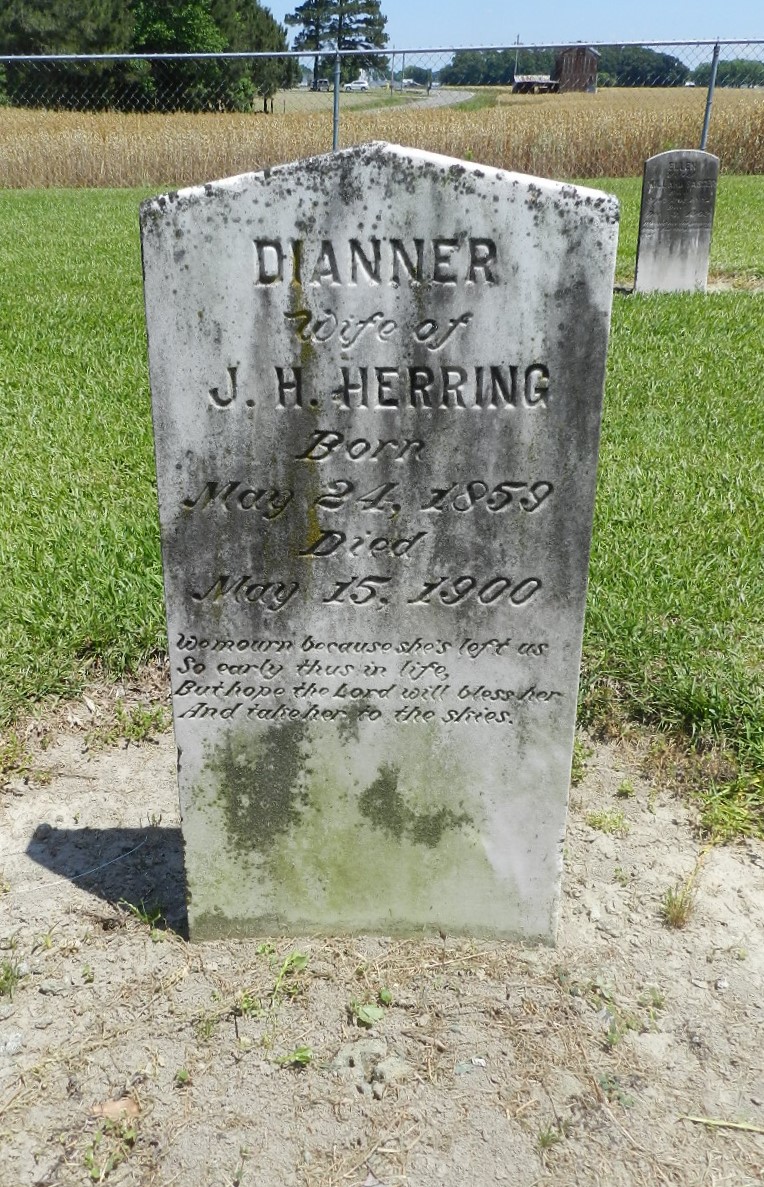 DIANNER
Wife of
J. H. HERRING
Born
May 24, 1859
Died
May 15, 1900
We mourn because she's left us
So early thus in life,
But hope the Lord will bless her
And take her to the skies.